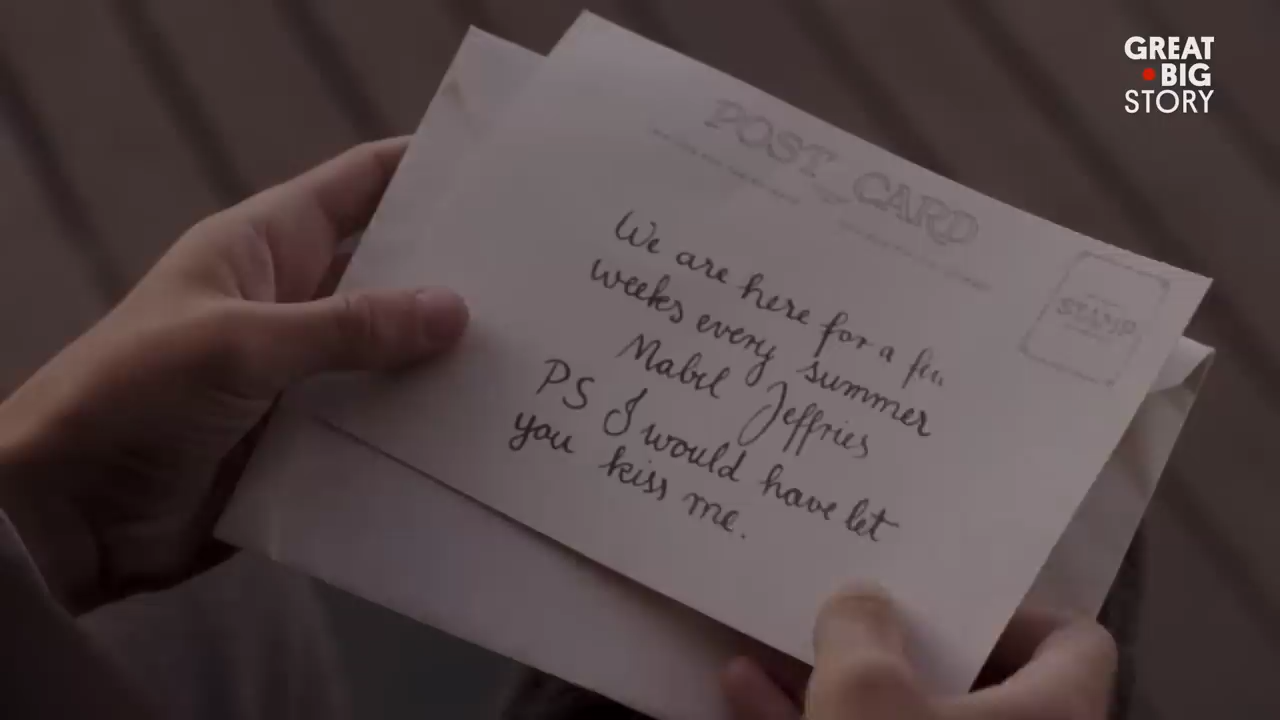 GREAT
BIG
STORY
POST CARD
STAMP
We are here for a few
weeks every summer
Mabel Jeffries
PS I would have let
you kiss me.